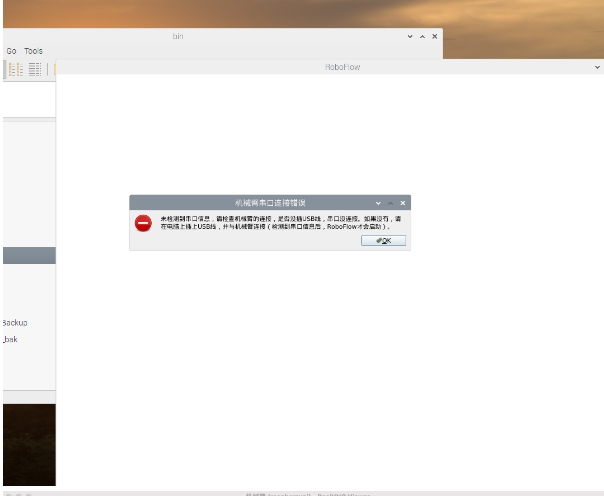 bin
Go Tools
RoboFlow
机械臂串口连接错误
未检测到串口信息，请检查机械臂的连接，是否没插USB线，串口没连接。如果没有，请
在电脑上插上USB线，并与机械臂连接（检测到串口信息后，RoboFlow才会启动）。
OK
Backup
_bak